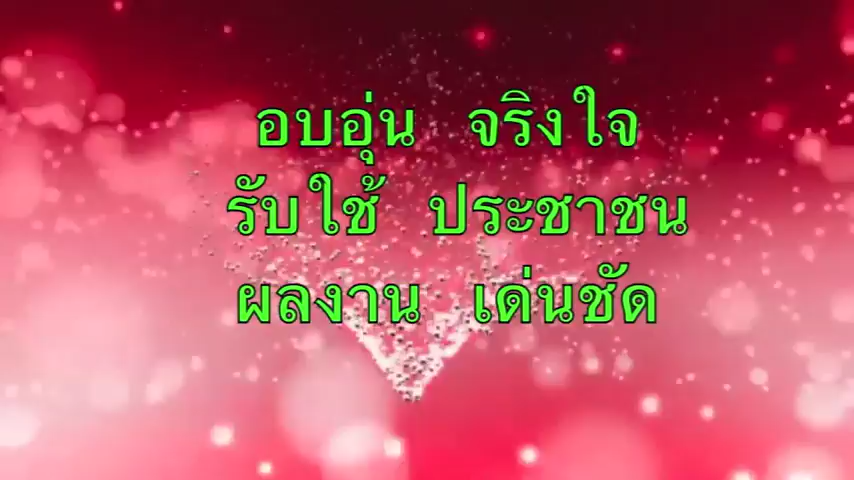 อบอุ่น จริงใจ
รับใช้ ประชาชน
ผลงาน เด่นชัด